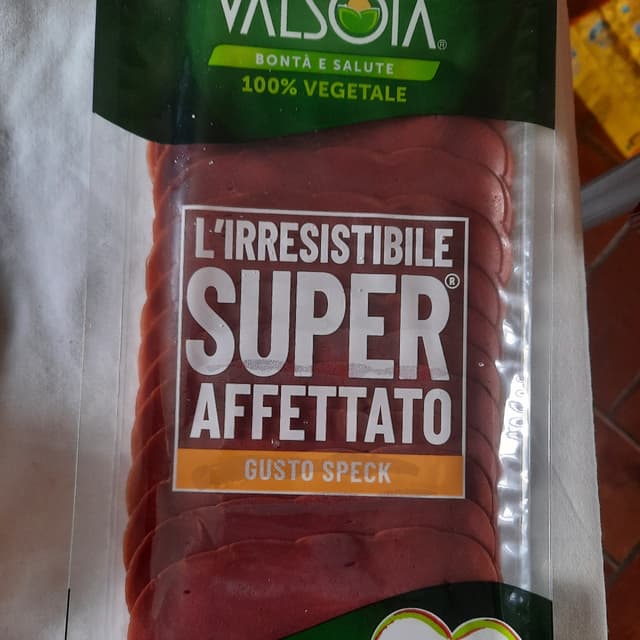 VALSOIA®
BONTÀ E SALUTE
100% VEGETALE
L'IRRESISTIBILE
SUPER®
AFFETTATO
GUSTO SPECK